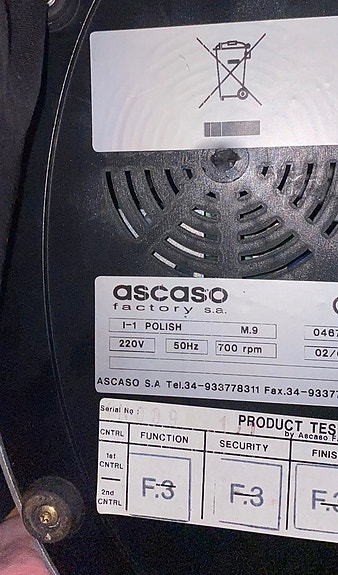 ascaso
factory s.a.
I-1 POLISH M.9 0467
220V 50Hz 700 rpm 02/0
ASCASO S.A Tel.34-933778311 Fax.34-9337
Serial No :
PRODUCT TES
by Ascaso F
CNTRL FUNCTION SECURITY FINIS
1st CNTRL
2nd CNTRL
F.3 F.3 F.3